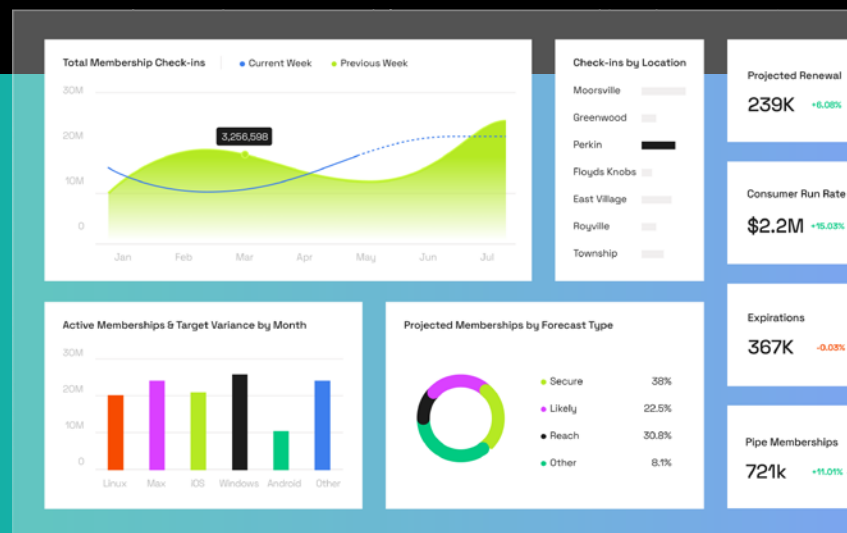 Total Membership Check-ins
Current Week
Previous Week
30M
20M
10M
0
3,256,598
Jan Feb Mar Apr May Jun Jul
Check-ins by Location
Moorsville
Greenwood
Perkin
Floyds Knobs
East Village
Royville
Township
Projected Renewal
239K +6.08%
Consumer Run Rate
$2.2M +15.03%
Expirations
367K -0.03%
Pipe Memberships
721k +11.01%
Active Memberships & Target Variance by Month
30M
20M
10M
0
Linux Max iOS Windows Android Other
Projected Memberships by Forecast Type
Secure 38%
Likely 22.5%
Reach 30.8%
Other 8.1%